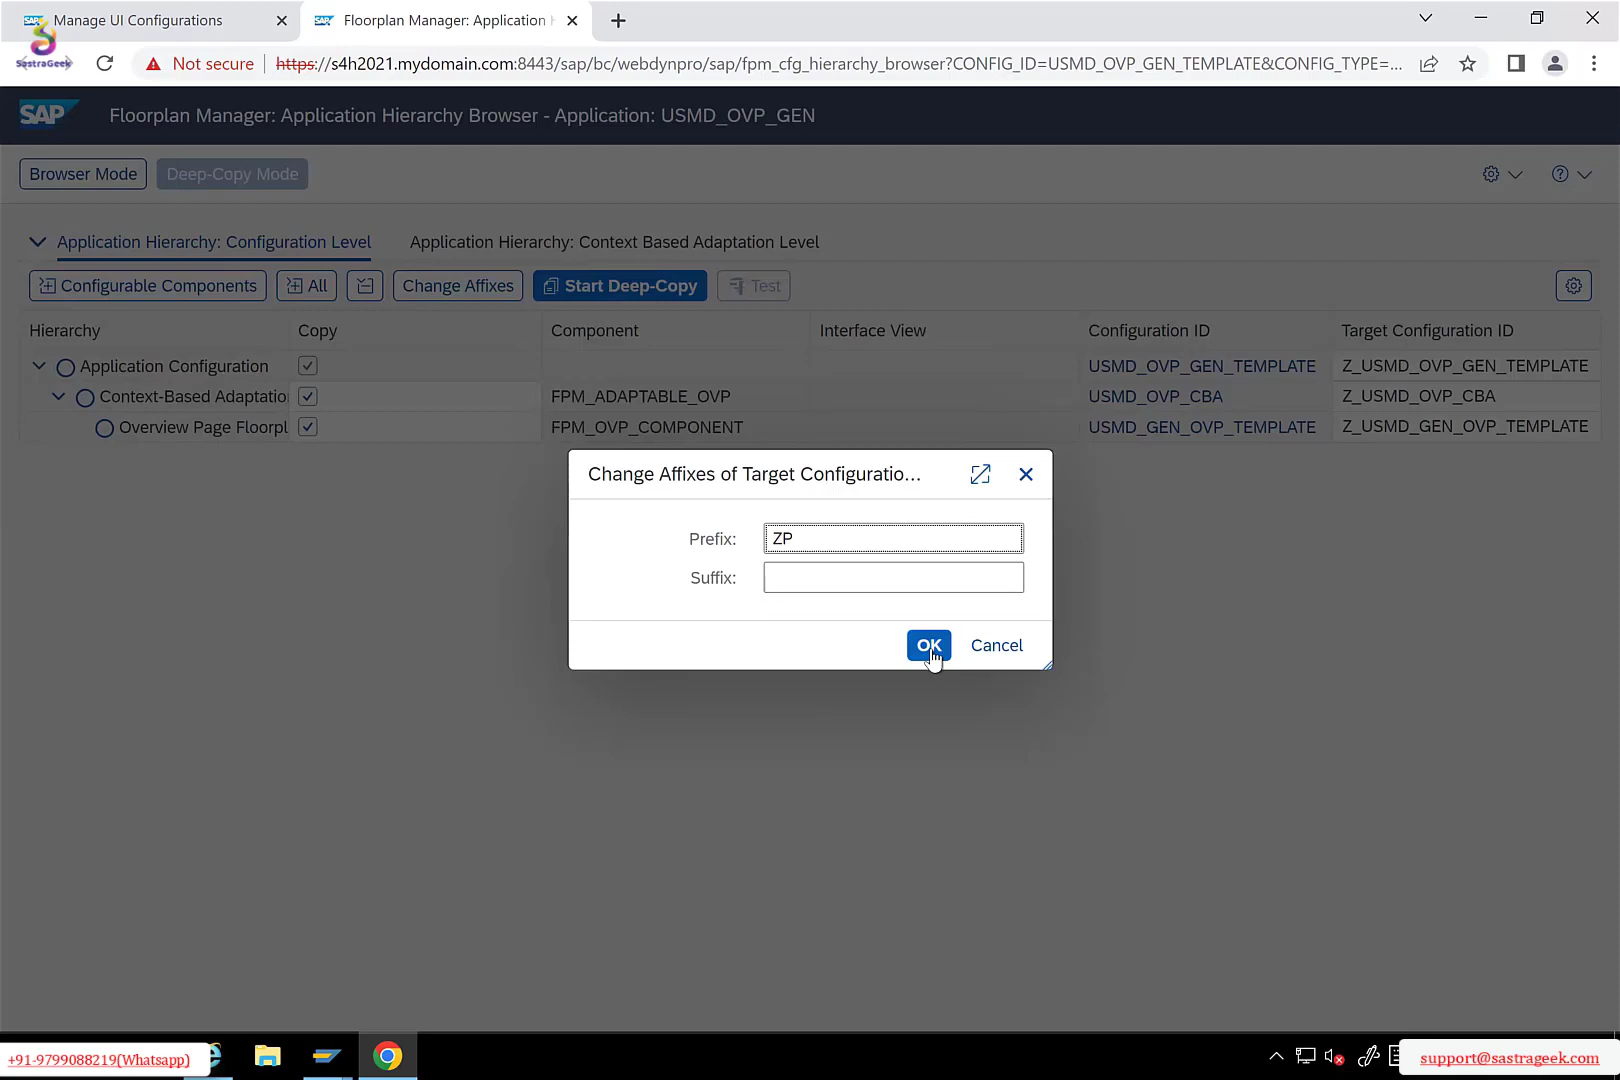 Manage UI Configurations
Floorplan Manager: Application H
SastraGeek
Not secure
https://s4h2021.mydomain.com:8443/sap/bc/webdynpro/sap/fpm_cfg_hierarchy_browser?CONFIG_ID=USMD_OVP_GEN_TEMPLATE&CONFIG_TYPE=...
SAP Floorplan Manager: Application Hierarchy Browser - Application: USMD_OVP_GEN
Browser Mode Deep-Copy Mode
Application Hierarchy: Configuration Level Application Hierarchy: Context Based Adaptation Level
Configurable Components All Change Affixes Start Deep-Copy Test
Hierarchy Copy Component Interface View Configuration ID Target Configuration ID
Application Configuration USMD_OVP_GEN_TEMPLATE Z_USMD_OVP_GEN_TEMPLATE
Context-Based Adaptatio FPM_ADAPTABLE_OVP USMD_OVP_CBA Z_USMD_OVP_CBA
Overview Page Floorpl FPM_OVP_COMPONENT USMD_GEN_OVP_TEMPLATE Z_USMD_GEN_OVP_TEMPLATE
Change Affixes of Target Configuratio...
Prefix: ZP
Suffix:
OK Cancel
+91-9799088219(Whatsapp)
support@sastrageek.com